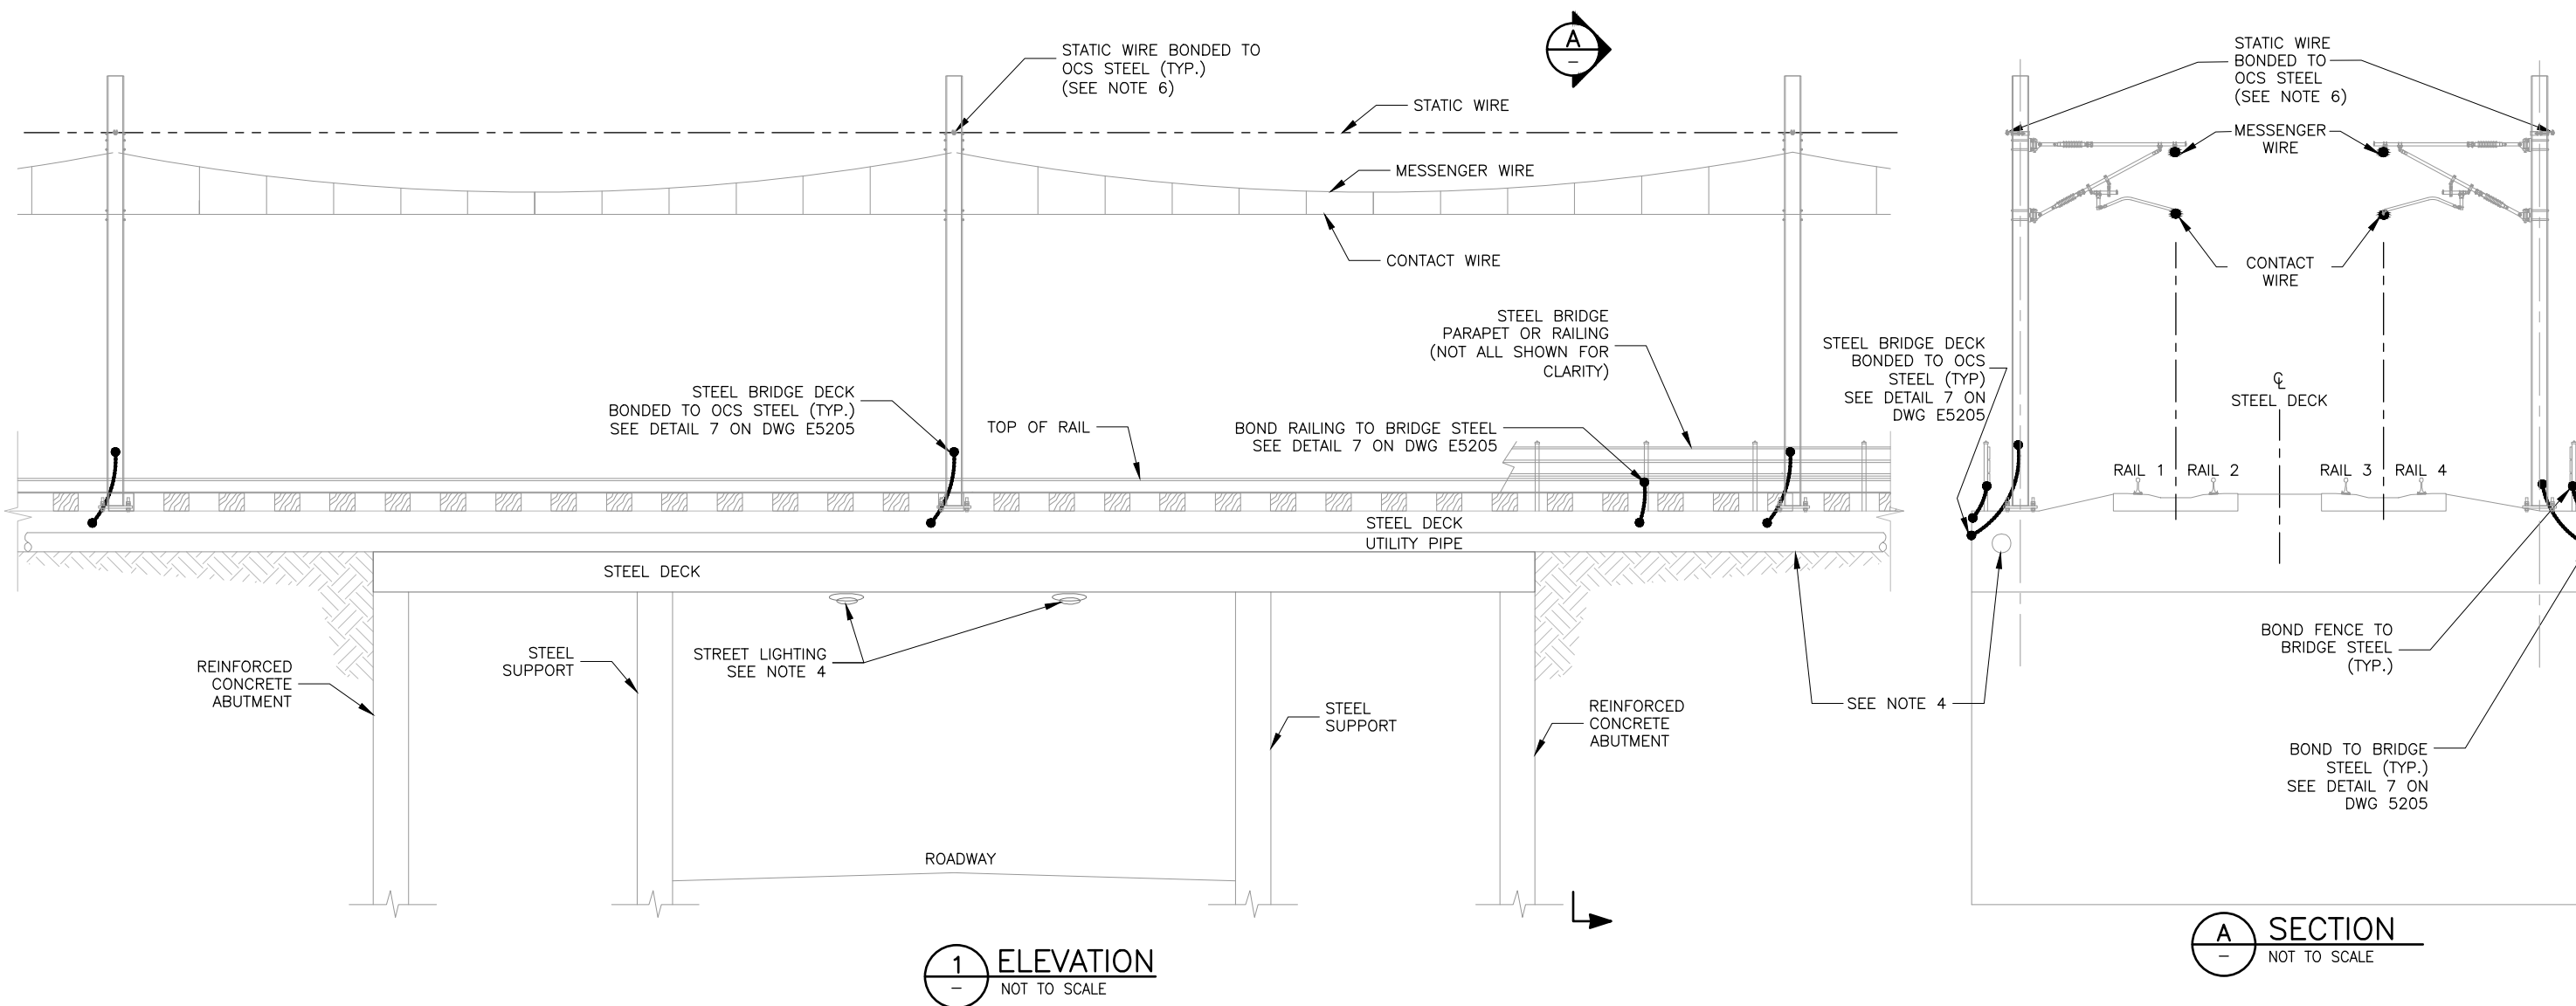 STATIC WIRE BONDED TO
OCS STEEL (TYP.)
(SEE NOTE 6)
A
-
STATIC WIRE
MESSENGER WIRE
CONTACT WIRE
STEEL BRIDGE
PARAPET OR RAILING
(NOT ALL SHOWN FOR
CLARITY)
STEEL BRIDGE DECK
BONDED TO OCS STEEL (TYP.)
SEE DETAIL 7 ON DWG E5205
TOP OF RAIL
BOND RAILING TO BRIDGE STEEL
SEE DETAIL 7 ON DWG E5205
STEEL DECK
UTILITY PIPE
STEEL DECK
REINFORCED
CONCRETE
ABUTMENT
STEEL
SUPPORT
STREET LIGHTING
SEE NOTE 4
STEEL
SUPPORT
REINFORCED
CONCRETE
ABUTMENT
SEE NOTE 4
ROADWAY
1
-
ELEVATION
NOT TO SCALE
STATIC WIRE
BONDED TO
OCS STEEL
(SEE NOTE 6)
MESSENGER
WIRE
CONTACT
WIRE
STEEL BRIDGE DECK
BONDED TO OCS
STEEL (TYP)
SEE DETAIL 7 ON
DWG E5205
℄
STEEL DECK
RAIL 1
RAIL 2
RAIL 3
RAIL 4
BOND FENCE TO
BRIDGE STEEL
(TYP.)
BOND TO BRIDGE
STEEL (TYP.)
SEE DETAIL 7 ON
DWG 5205
A
-
SECTION
NOT TO SCALE